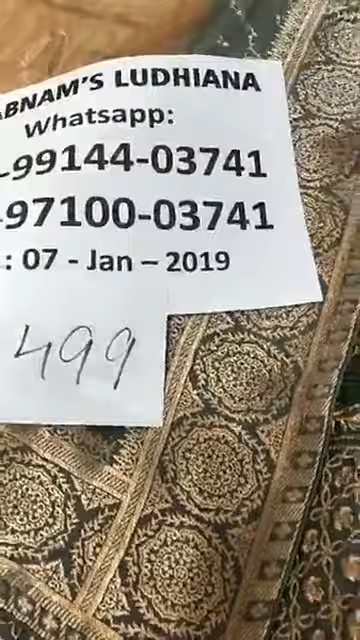 ABNAM'S LUDHIANA
Whatsapp:
-99144-03741
-97100-03741
: 07 - Jan – 2019
499